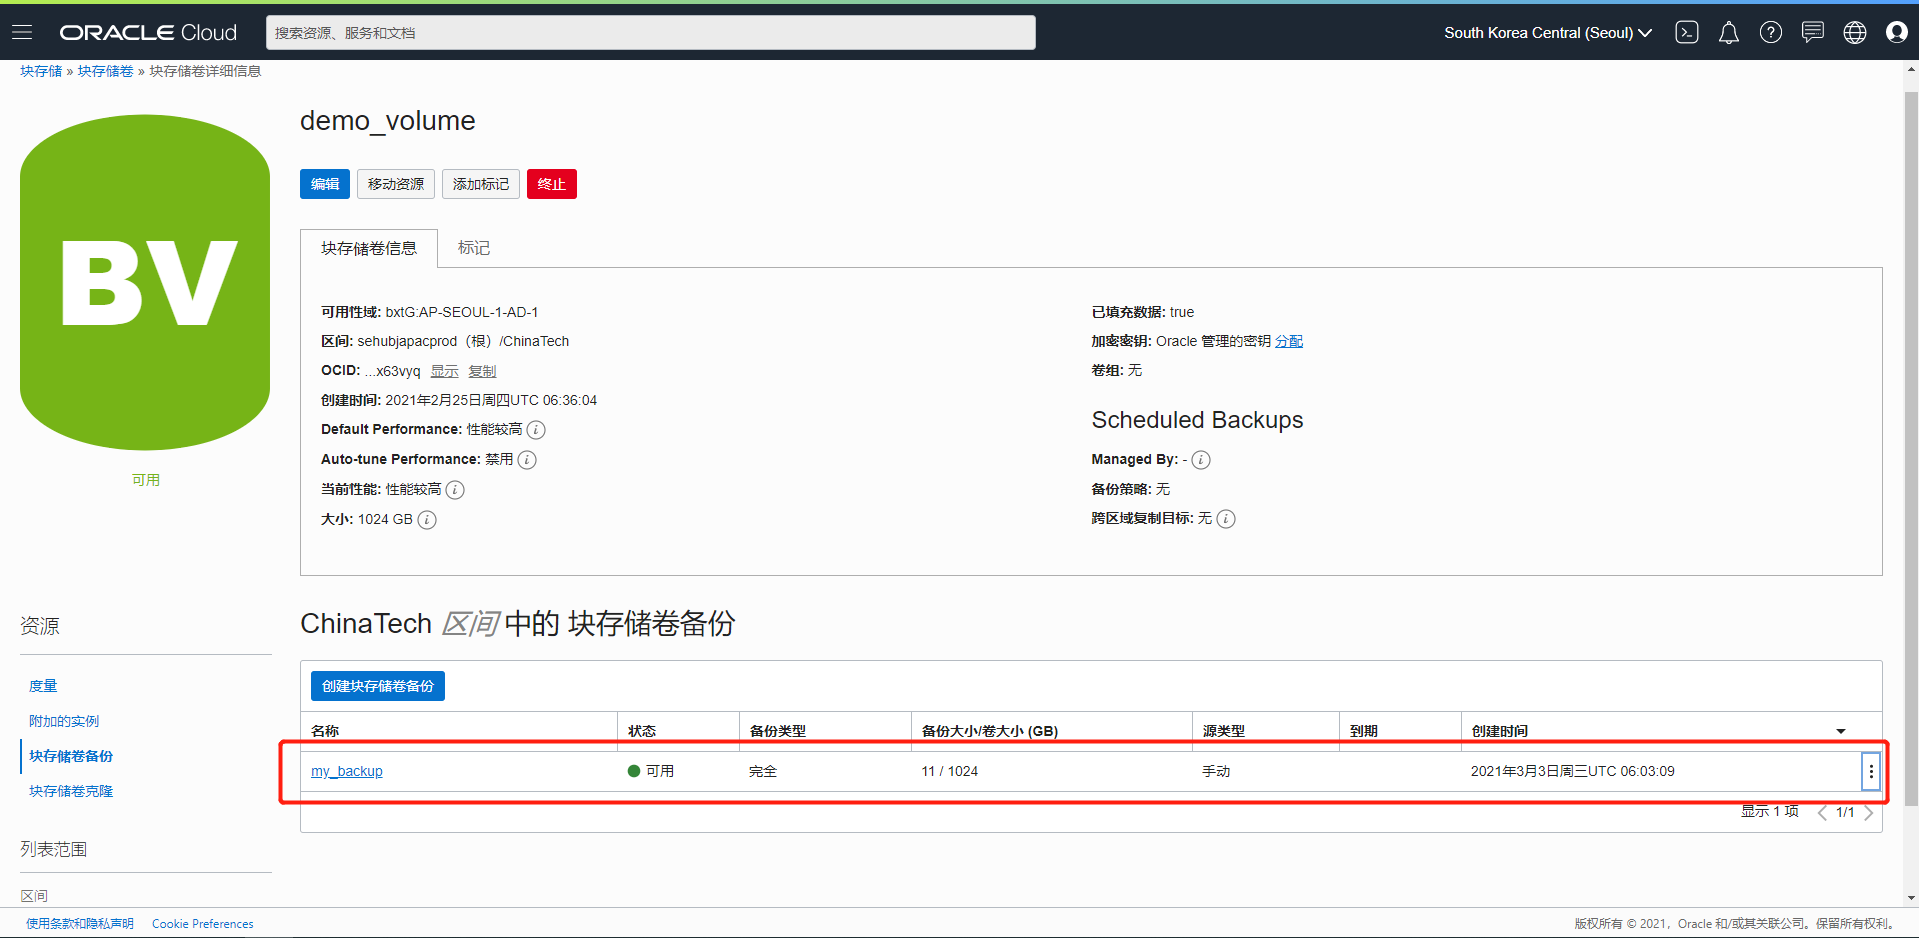 ORACLE Cloud
搜索资源、服务和文档
South Korea Central (Seoul)
块存储 » 块存储卷 » 块存储卷详细信息
BV
可用
demo_volume
编辑 移动资源 添加标记 终止
块存储卷信息 标记
可用性域: bxtG:AP-SEOUL-1-AD-1
区间: sehubjapacprod（根）/ChinaTech
OCID: ...x63vyq 显示 复制
创建时间: 2021年2月25日周四UTC 06:36:04
Default Performance: 性能较高
Auto-tune Performance: 禁用
当前性能: 性能较高
大小: 1024 GB
已填充数据: true
加密密钥: Oracle 管理的密钥 分配
卷组: 无
Scheduled Backups
Managed By: -
备份策略: 无
跨区域复制目标: 无
资源
度量
附加的实例
块存储卷备份
块存储卷克隆
列表范围
区间
ChinaTech 区间 中的 块存储卷备份
创建块存储卷备份
名称 状态 备份类型 备份大小/卷大小 (GB) 源类型 到期 创建时间
my_backup 可用 完全 11 / 1024 手动 2021年3月3日周三UTC 06:03:09
显示 1 项 1/1
使用条款和隐私声明 Cookie Preferences
版权所有 © 2021，Oracle 和/或其关联公司。保留所有权利。